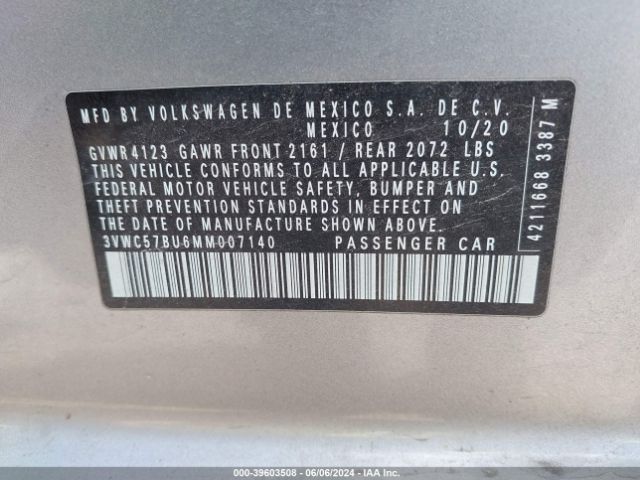 MFD BY VOLKSWAGEN DE MEXICO S.A. DE C.V.
MEXICO 10/20
GVWR 4123 GAWR FRONT 2161 / REAR 2072 LBS
THIS VEHICLE CONFORMS TO ALL APPLICABLE U.S.
FEDERAL MOTOR VEHICLE SAFETY, BUMPER AND
THEFT PREVENTION STANDARDS IN EFFECT ON
THE DATE OF MANUFACTURE SHOWN ABOVE.
3VWC57BU6MM007140 PASSENGER CAR
4211668 3387 M
000-39603508 - 06/06/2024 - IAA Inc.